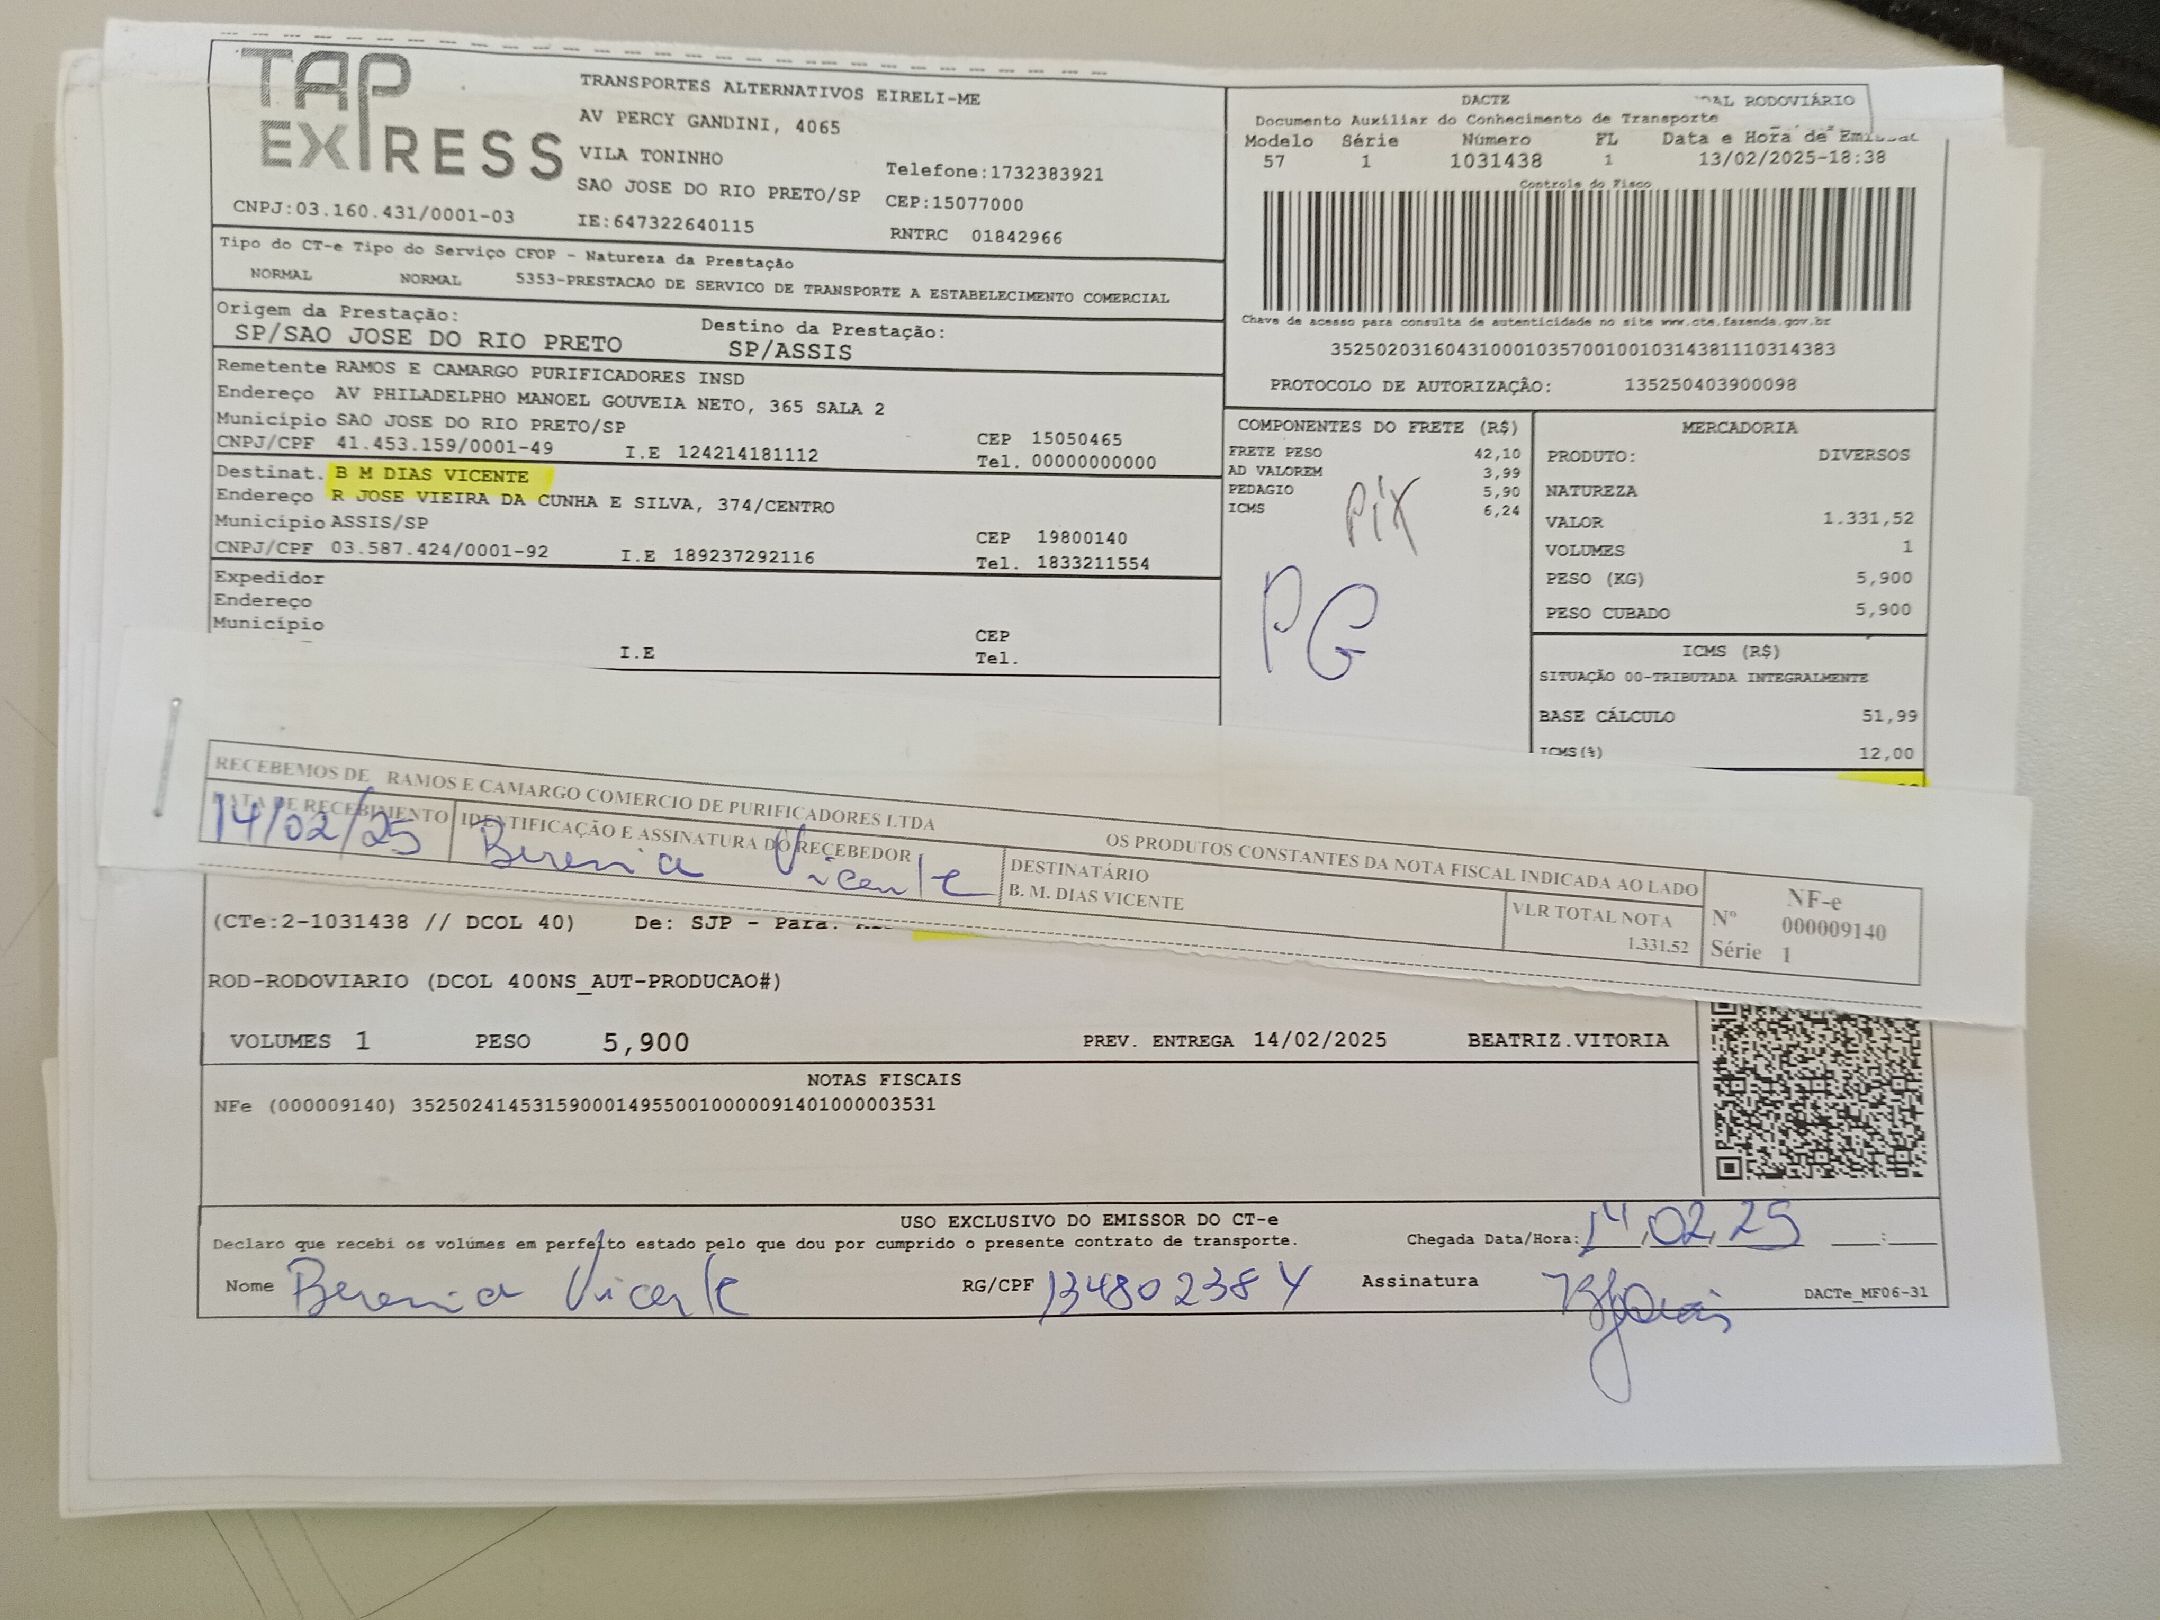 TAP EXPRESS
TRANSPORTES ALTERNATIVOS EIRELI-ME
AV PERCY GANDINI, 4065
VILA TONINHO
Telefone:1732383921
SAO JOSE DO RIO PRETO/SP CEP:15077000
CNPJ:03.160.431/0001-03 IE:647322640115 RNTRC 01842966
Tipo do CT-e Tipo do Serviço CFOP - Natureza da Prestação
NORMAL NORMAL 5353-PRESTACAO DE SERVICO DE TRANSPORTE A ESTABELECIMENTO COMERCIAL
Origem da Prestação: Destino da Prestação:
SP/SAO JOSE DO RIO PRETO SP/ASSIS
Remetente RAMOS E CAMARGO PURIFICADORES INSD
Endereço AV PHILADELPHO MANOEL GOUVEIA NETO, 365 SALA 2
Município SAO JOSE DO RIO PRETO/SP CEP 15050465
CNPJ/CPF 41.453.159/0001-49 I.E 124214181112 Tel. 00000000000
Destinat. B M DIAS VICENTE
Endereço R JOSE VIEIRA DA CUNHA E SILVA, 374/CENTRO
Município ASSIS/SP CEP 19800140
CNPJ/CPF 03.587.424/0001-92 I.E 189237292116 Tel. 1833211554
Expedidor
Endereço
Município CEP
I.E Tel.
DACTE RODOVIÁRIO
Documento Auxiliar do Conhecimento de Transporte
Modelo Série Número FL Data e Hora de
57 1 1031438 1 13/02/2025-18:38
Controle do Fisco
Chave de acesso para consulta de autenticidade no site www.cte.fazenda.gov.br
35250203160431000103570010010314381110314383
PROTOCOLO DE AUTORIZAÇÃO: 135250403900098
COMPONENTES DO FRETE (R$)
FRETE PESO 42,10
AD VALOREM 3,99
PEDAGIO 5,90
ICMS 6,24
PiX
PG
MERCADORIA
PRODUTO: DIVERSOS
NATUREZA
VALOR 1.331,52
VOLUMES 1
PESO (KG) 5,900
PESO CUBADO 5,900
ICMS (R$)
SITUAÇÃO 00-TRIBUTADA INTEGRALMENTE
BASE CÁLCULO 51,99
ICMS(%) 12,00
RECEBEMOS DE RAMOS E CAMARGO COMERCIO DE PURIFICADORES LTDA OS PRODUTOS CONSTANTES DA NOTA FISCAL INDICADA AO LADO
DATA DE RECEBIMENTO IDENTIFICAÇÃO E ASSINATURA DO RECEBEDOR
14/02/25 Berenia Vicente
DESTINATÁRIO
B. M. DIAS VICENTE
VLR TOTAL NOTA
1.331,52
NF-e
Nº 000009140
Série 1
(CTe:2-1031438 // DCOL 40) De: SJP - Para:
ROD-RODOVIARIO (DCOL 400NS_AUT-PRODUCAO#)
VOLUMES 1 PESO 5,900 PREV. ENTREGA 14/02/2025 BEATRIZ.VITORIA
NOTAS FISCAIS
NFe (000009140) 35250241453159000149550010000091401000003531
USO EXCLUSIVO DO EMISSOR DO CT-e
Declaro que recebi os volumes em perfeito estado pelo que dou por cumprido o presente contrato de transporte. Chegada Data/Hora: 14/02/25
Nome Berenia Vicente RG/CPF 13480238 Assinatura
DACTe_MF06-31